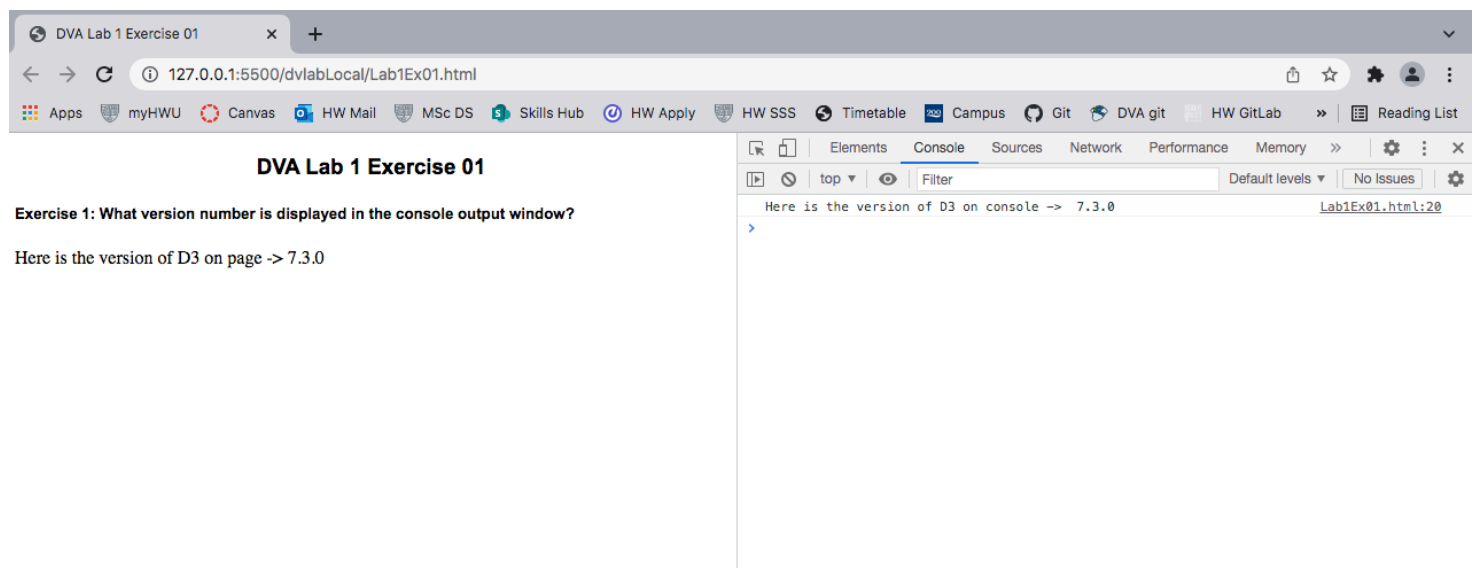 DVA Lab 1 Exercise 01
127.0.0.1:5500/dvlabLocal/Lab1Ex01.html
Apps myHWU Canvas HW Mail MSc DS Skills Hub HW Apply HW SSS Timetable Campus Git DVA git HW GitLab » Reading List
DVA Lab 1 Exercise 01
Exercise 1: What version number is displayed in the console output window?
Here is the version of D3 on page -> 7.3.0
Elements Console Sources Network Performance Memory »
top Filter Default levels No Issues
Here is the version of D3 on console -> 7.3.0 Lab1Ex01.html:20
>